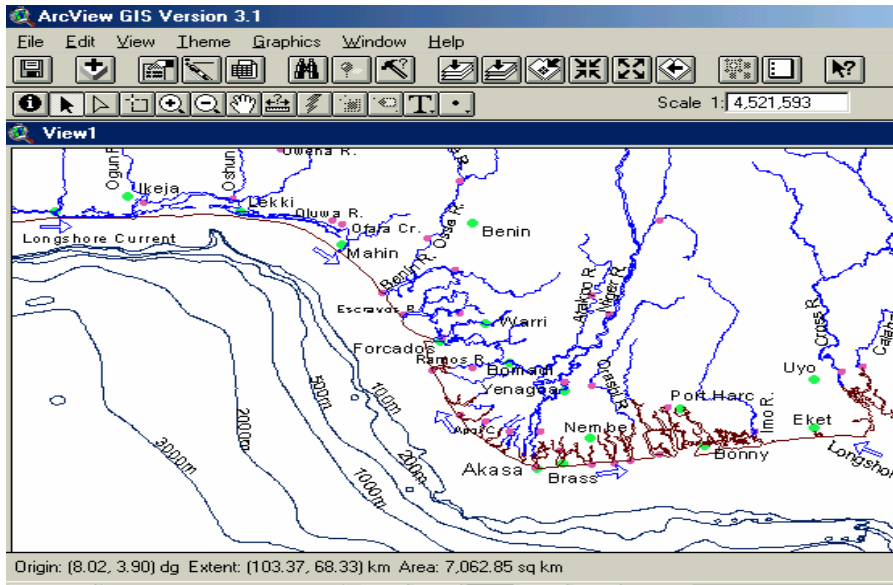 ArcView GIS Version 3.1
File Edit View Theme Graphics Window Help
Scale 1: 4,521,593
View1
Owena R.
Ogun R.
Oshun
Ikeja
Lekki
Oluwa R.
Ofara Cr.
Osse R.
Benin
Longshore Current
Mahin
Benin R.
Escravos R.
Warri
Atakpo R.
Niger R.
Cross R.
Forcados
Ramos R.
Bomadi
Uyo
100m
500m
2000m
Yenagoa
Orashi R.
Port Harc
Imo R.
Eket
Nembe
Bonny
3000m
200m
1000m
Akasa
Brass
Longshor
Origin: (8.02, 3.90) dg Extent: (103.37, 68.33) km Area: 7,062.85 sq km